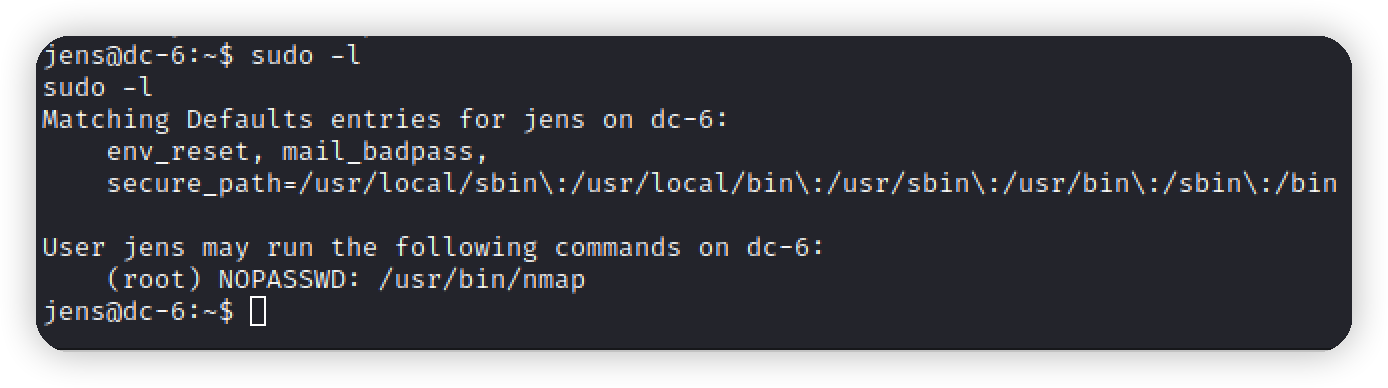 jens@dc-6:~$ sudo -l
sudo -l
Matching Defaults entries for jens on dc-6:
    env_reset, mail_badpass,
    secure_path=/usr/local/sbin\:/usr/local/bin\:/usr/sbin\:/usr/bin\:/sbin\:/bin

User jens may run the following commands on dc-6:
    (root) NOPASSWD: /usr/bin/nmap
jens@dc-6:~$